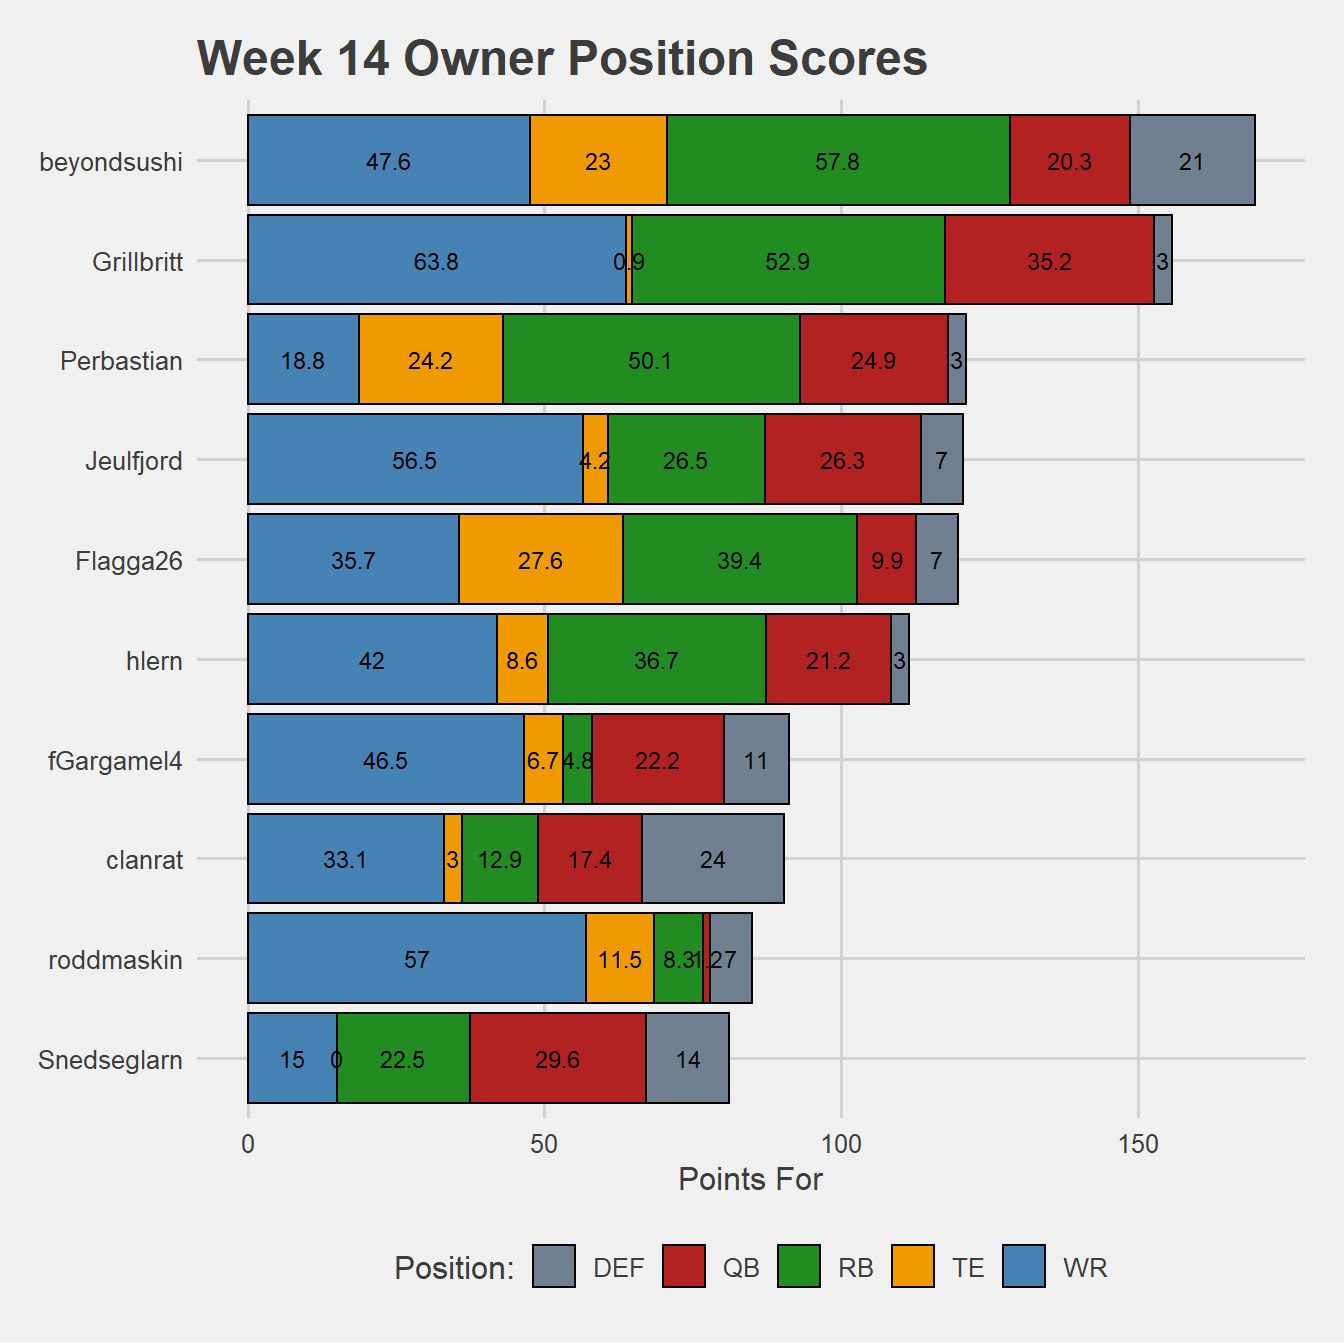 Week 14 Owner Position Scores
beyondsushi 47.6 23 57.8 20.3 21
Grillbritt 63.8 0.9 52.9 35.2 3
Perbastian 18.8 24.2 50.1 24.9 3
Jeulfjord 56.5 4.2 26.5 26.3 7
Flagga26 35.7 27.6 39.4 9.9 7
hlern 42 8.6 36.7 21.2 3
fGargamel4 46.5 6.7 4.8 22.2 11
clanrat 33.1 3 12.9 17.4 24
roddmaskin 57 11.5 8.3 1.2 7
Snedseglarn 15 0 22.5 29.6 14
0 50 100 150
Points For
Position: DEF QB RB TE WR